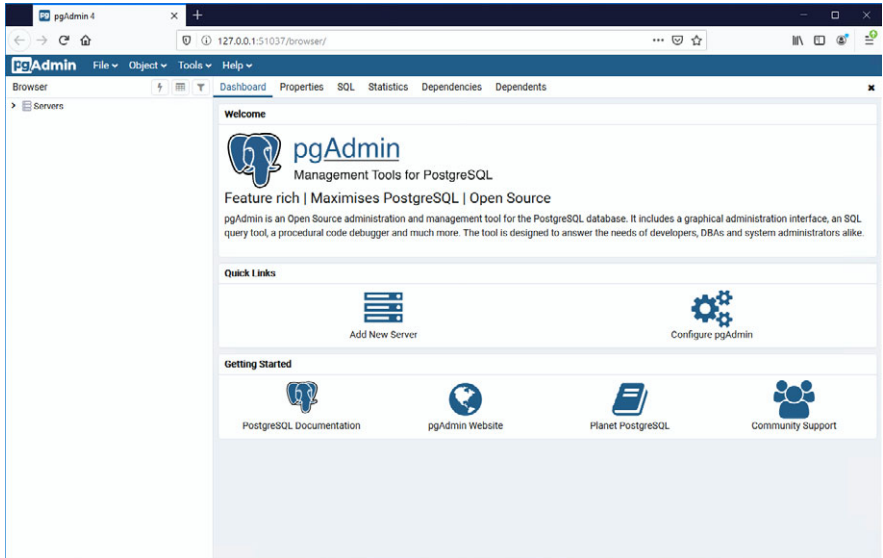 pgAdmin 4
127.0.0.1:51037/browser/
pgAdmin File Object Tools Help
Browser
Dashboard Properties SQL Statistics Dependencies Dependents
Servers
Welcome
pgAdmin
Management Tools for PostgreSQL
Feature rich | Maximises PostgreSQL | Open Source
pgAdmin is an Open Source administration and management tool for the PostgreSQL database. It includes a graphical administration interface, an SQL
query tool, a procedural code debugger and much more. The tool is designed to answer the needs of developers, DBAs and system administrators alike.
Quick Links
Add New Server
Configure pgAdmin
Getting Started
PostgreSQL Documentation
pgAdmin Website
Planet PostgreSQL
Community Support